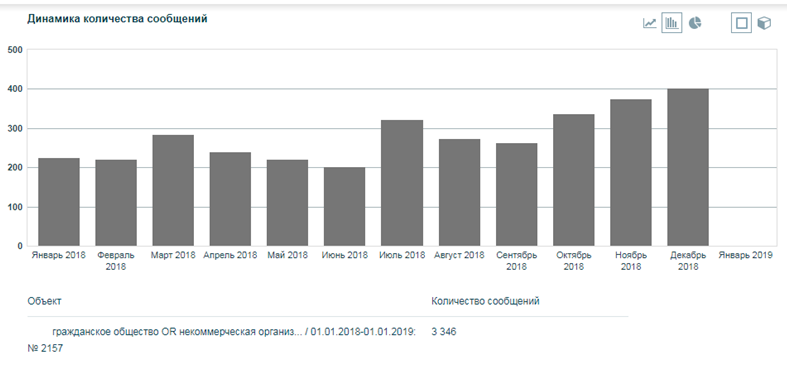 Динамика количества сообщений
500
400
300
200
100
0
Январь 2018 Февраль 2018 Март 2018 Апрель 2018 Май 2018 Июнь 2018 Июль 2018 Август 2018 Сентябрь 2018 Октябрь 2018 Ноябрь 2018 Декабрь 2018 Январь 2019
Объект Количество сообщений
гражданское общество OR некоммерческая организ... / 01.01.2018-01.01.2019: 3 346
№ 2157